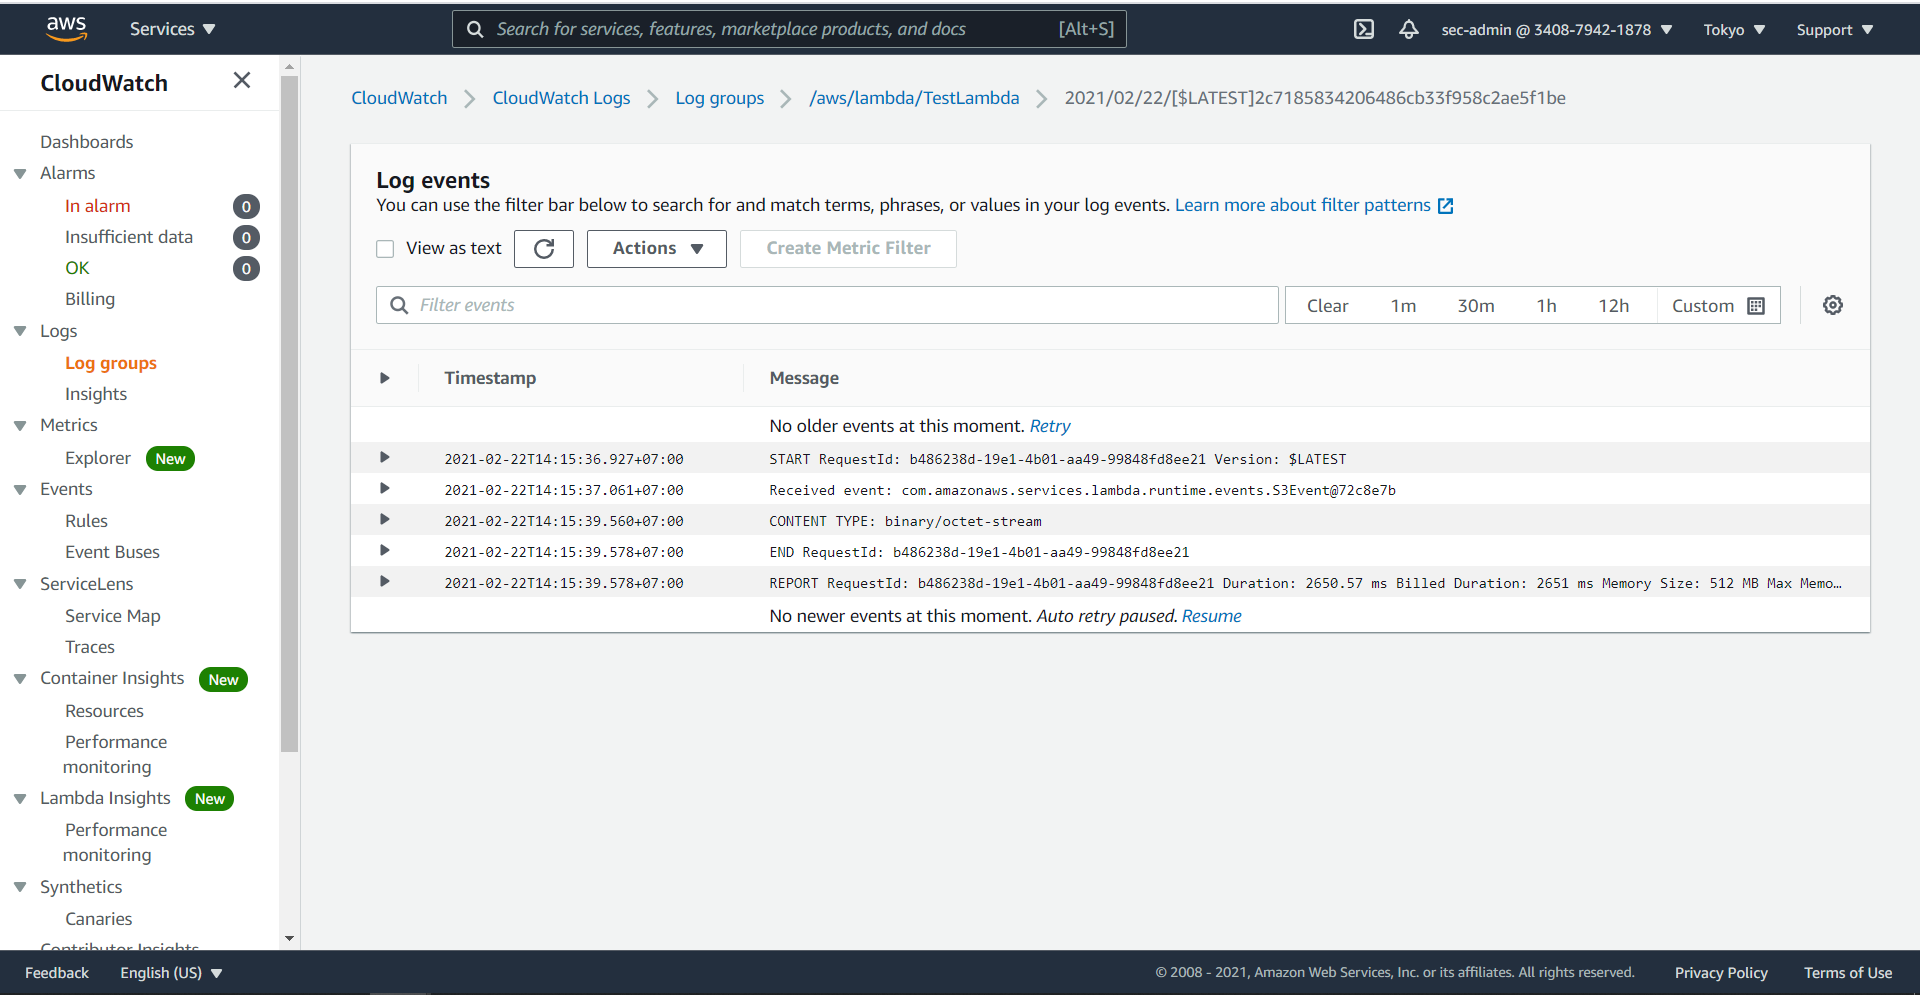 aws Services Search for services, features, marketplace products, and docs [Alt+S] sec-admin @ 3408-7942-1878 Tokyo Support
CloudWatch
Dashboards
Alarms
In alarm 0
Insufficient data 0
OK 0
Billing
Logs
Log groups
Insights
Metrics
Explorer New
Events
Rules
Event Buses
ServiceLens
Service Map
Traces
Container Insights New
Resources
Performance
monitoring
Lambda Insights New
Performance
monitoring
Synthetics
Canaries
Contributor Insights
CloudWatch CloudWatch Logs Log groups /aws/lambda/TestLambda 2021/02/22/[$LATEST]2c7185834206486cb33f958c2ae5f1be
Log events
You can use the filter bar below to search for and match terms, phrases, or values in your log events. Learn more about filter patterns
View as text Actions Create Metric Filter
Filter events Clear 1m 30m 1h 12h Custom
Timestamp Message
No older events at this moment. Retry
2021-02-22T14:15:36.927+07:00 START RequestId: b486238d-19e1-4b01-aa49-99848fd8ee21 Version: $LATEST
2021-02-22T14:15:37.061+07:00 Received event: com.amazonaws.services.lambda.runtime.events.S3Event@72c8e7b
2021-02-22T14:15:39.560+07:00 CONTENT TYPE: binary/octet-stream
2021-02-22T14:15:39.578+07:00 END RequestId: b486238d-19e1-4b01-aa49-99848fd8ee21
2021-02-22T14:15:39.578+07:00 REPORT RequestId: b486238d-19e1-4b01-aa49-99848fd8ee21 Duration: 2650.57 ms Billed Duration: 2651 ms Memory Size: 512 MB Max Memo…
No newer events at this moment. Auto retry paused. Resume
Feedback English (US) © 2008 - 2021, Amazon Web Services, Inc. or its affiliates. All rights reserved. Privacy Policy Terms of Use